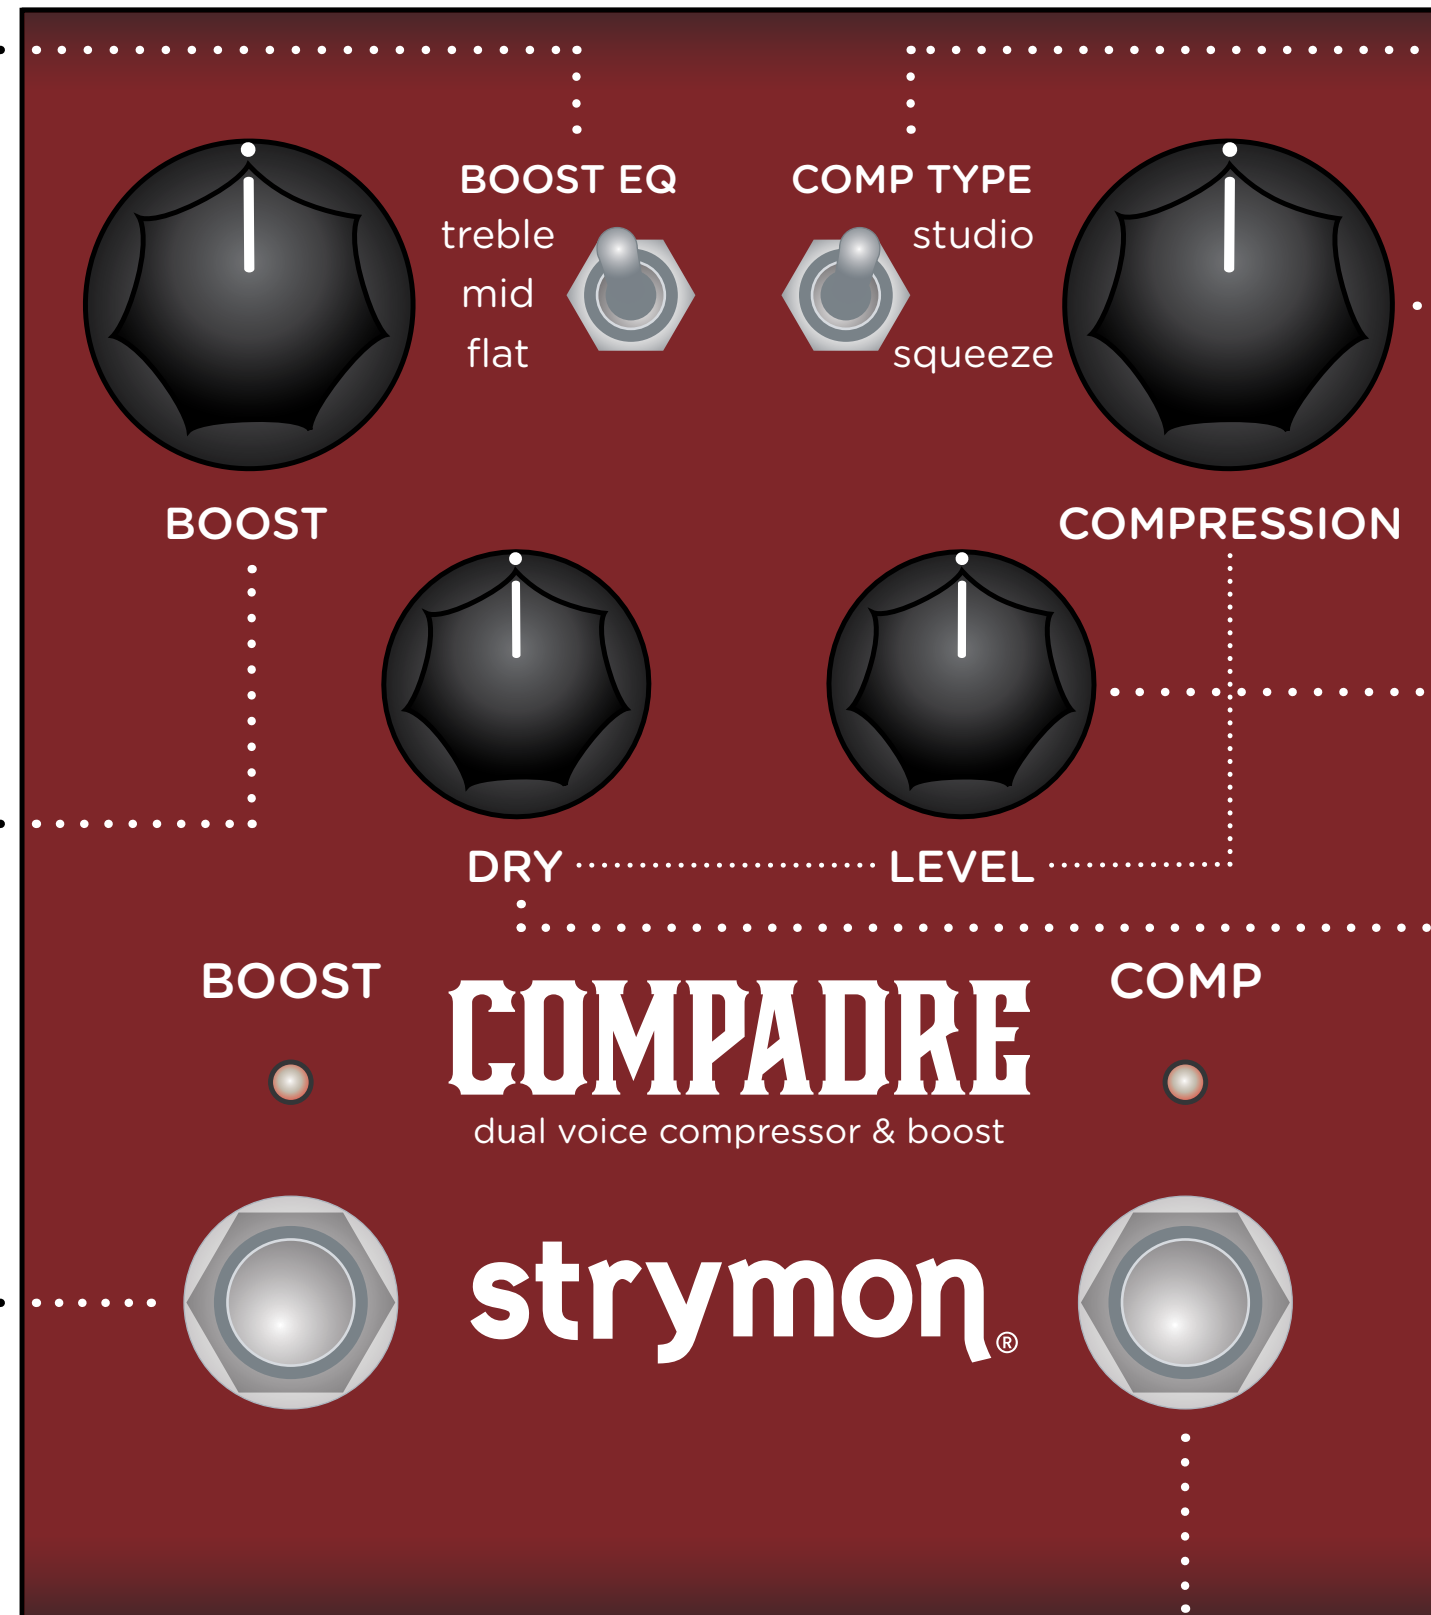 BOOST EQ
treble
mid
flat
COMP TYPE
studio
squeeze
BOOST
COMPRESSION
DRY
LEVEL
BOOST
COMP
COMPADRE
dual voice compressor & boost
strymon®